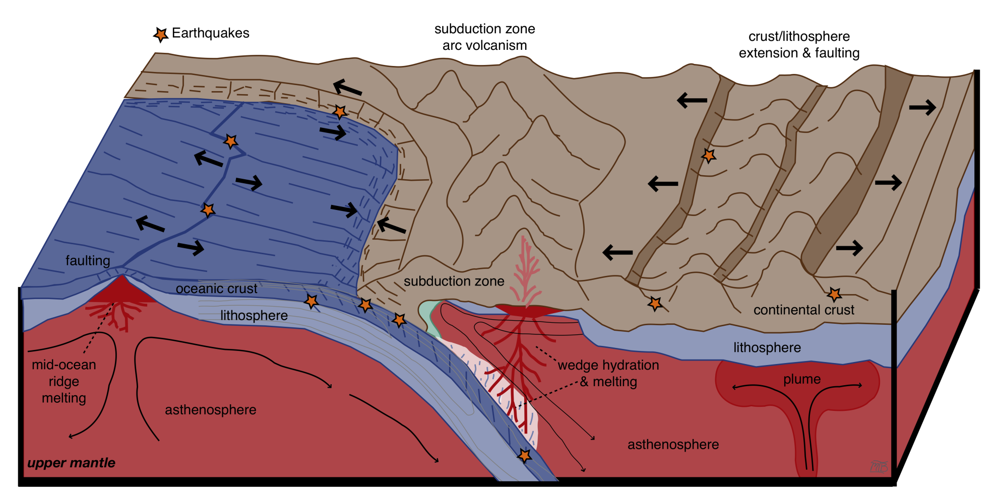 Earthquakes
subduction zone
arc volcanism
crust/lithosphere
extension & faulting
faulting
oceanic crust
lithosphere
subduction zone
continental crust
lithosphere
mid-ocean
ridge
melting
asthenosphere
wedge hydration
& melting
plume
asthenosphere
upper mantle